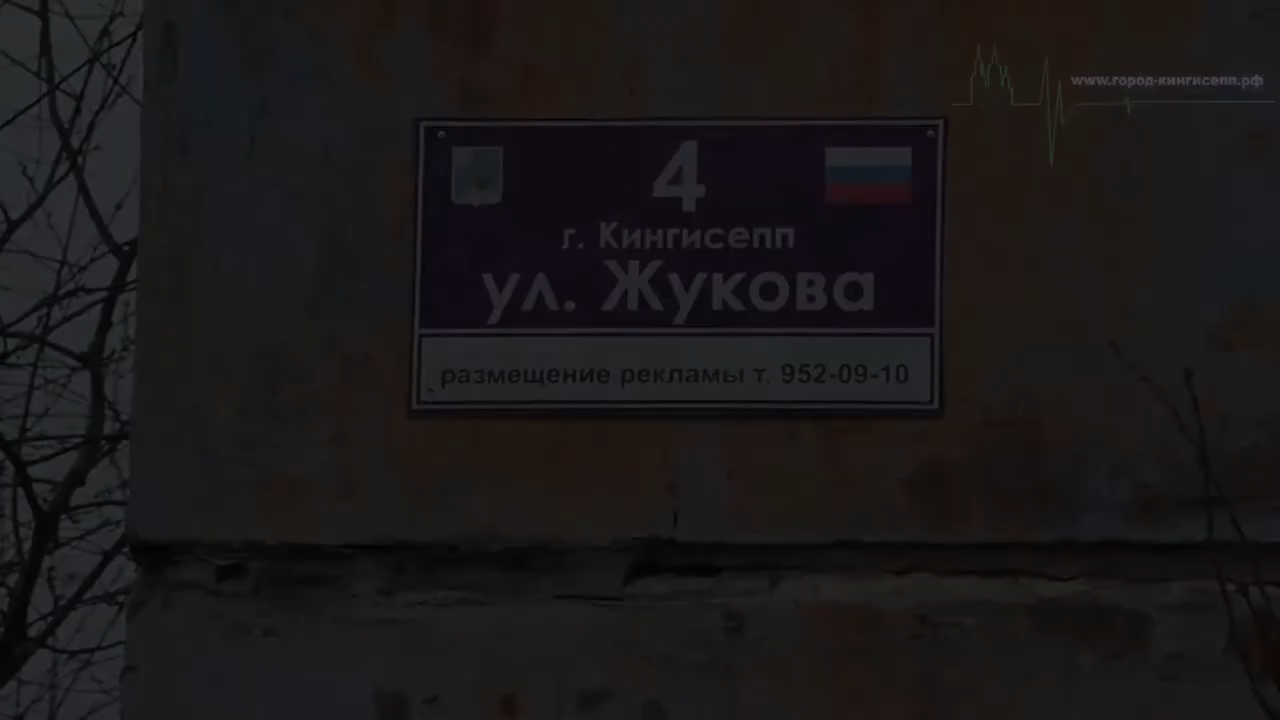 www.город-кингисепп.рф
4
г. Кингисепп
ул. Жукова
размещение рекламы т. 952-09-10